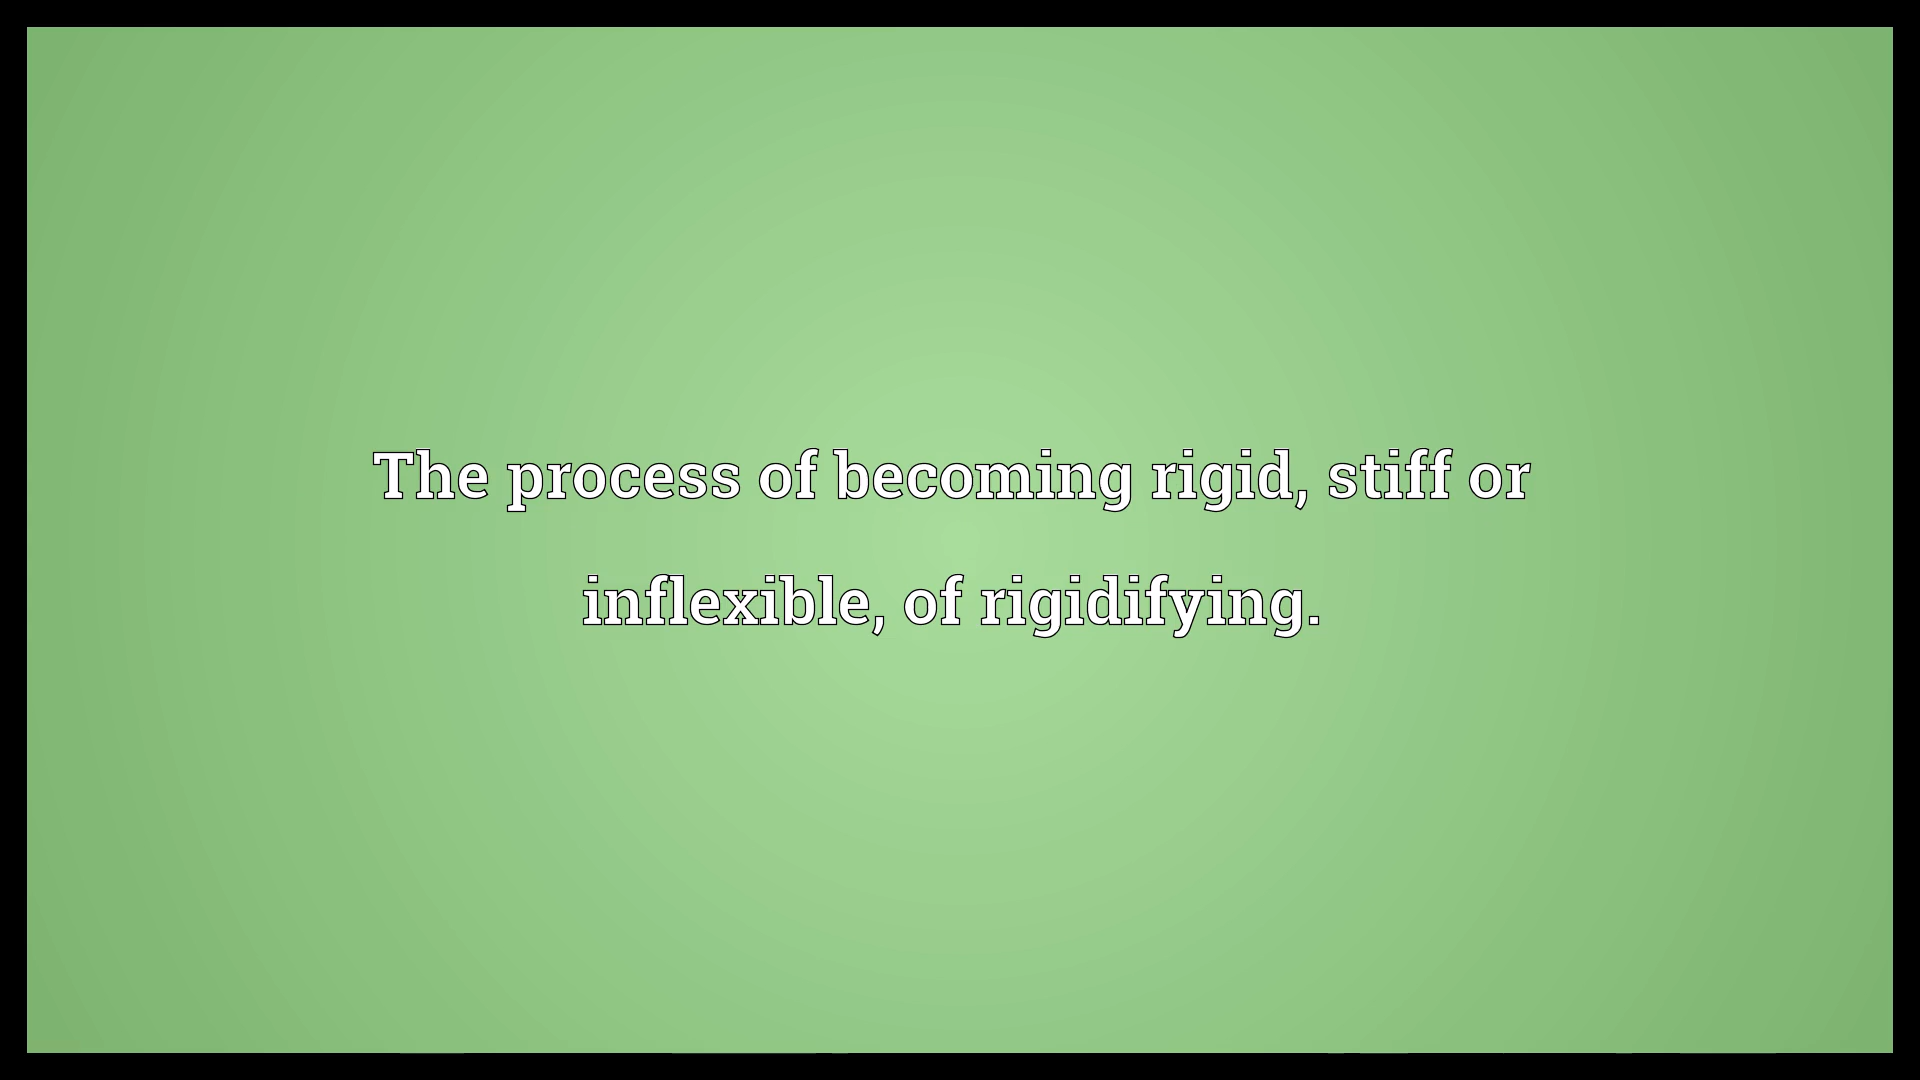 The process of becoming rigid, stiff or
inflexible, of rigidifying.